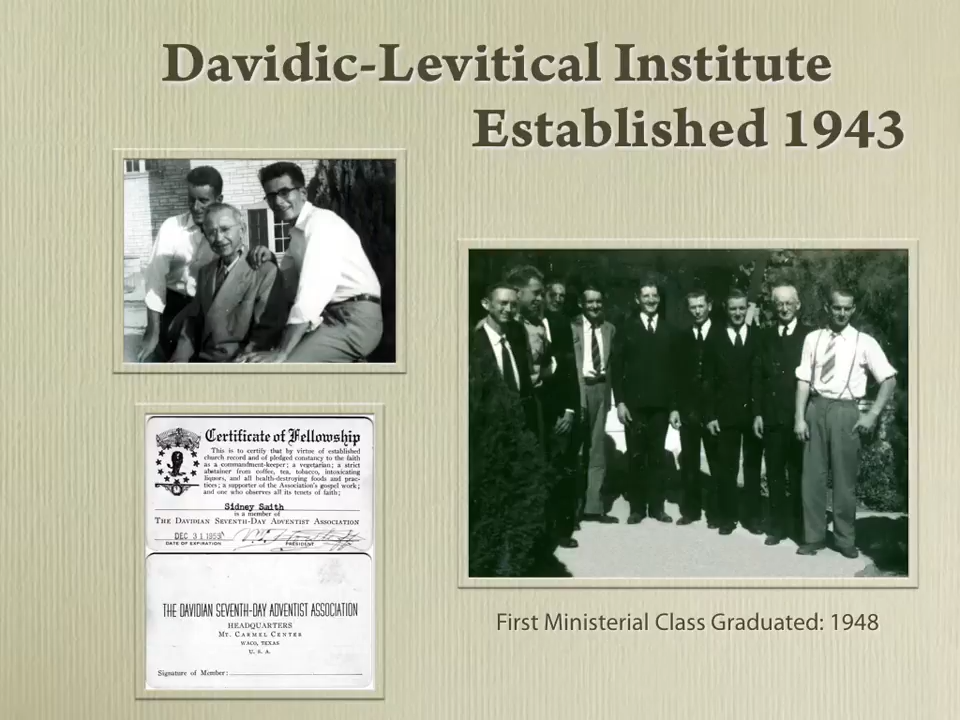 Davidic-Levitical Institute
Established 1943
Certificate of Fellowship
This is to certify that by virtue of established
church record and of pledged constancy to the faith
as a commandment-keeper; a vegetarian; a strict
abstainer from coffee, tea, tobacco, intoxicating
liquors, and all health-destroying foods and prac-
tices; a supporter of the Association's gospel work;
and one who observes all its tenets of faith;
Sidney Smith
is a member of
THE DAVIDIAN SEVENTH-DAY ADVENTIST ASSOCIATION
DEC 31 1953
DATE OF EXPIRATION PRESIDENT
THE DAVIDIAN SEVENTH-DAY ADVENTIST ASSOCIATION
HEADQUARTERS
MT. CARMEL CENTER
WACO, TEXAS
U. S. A.
Signature of Member:
First Ministerial Class Graduated: 1948